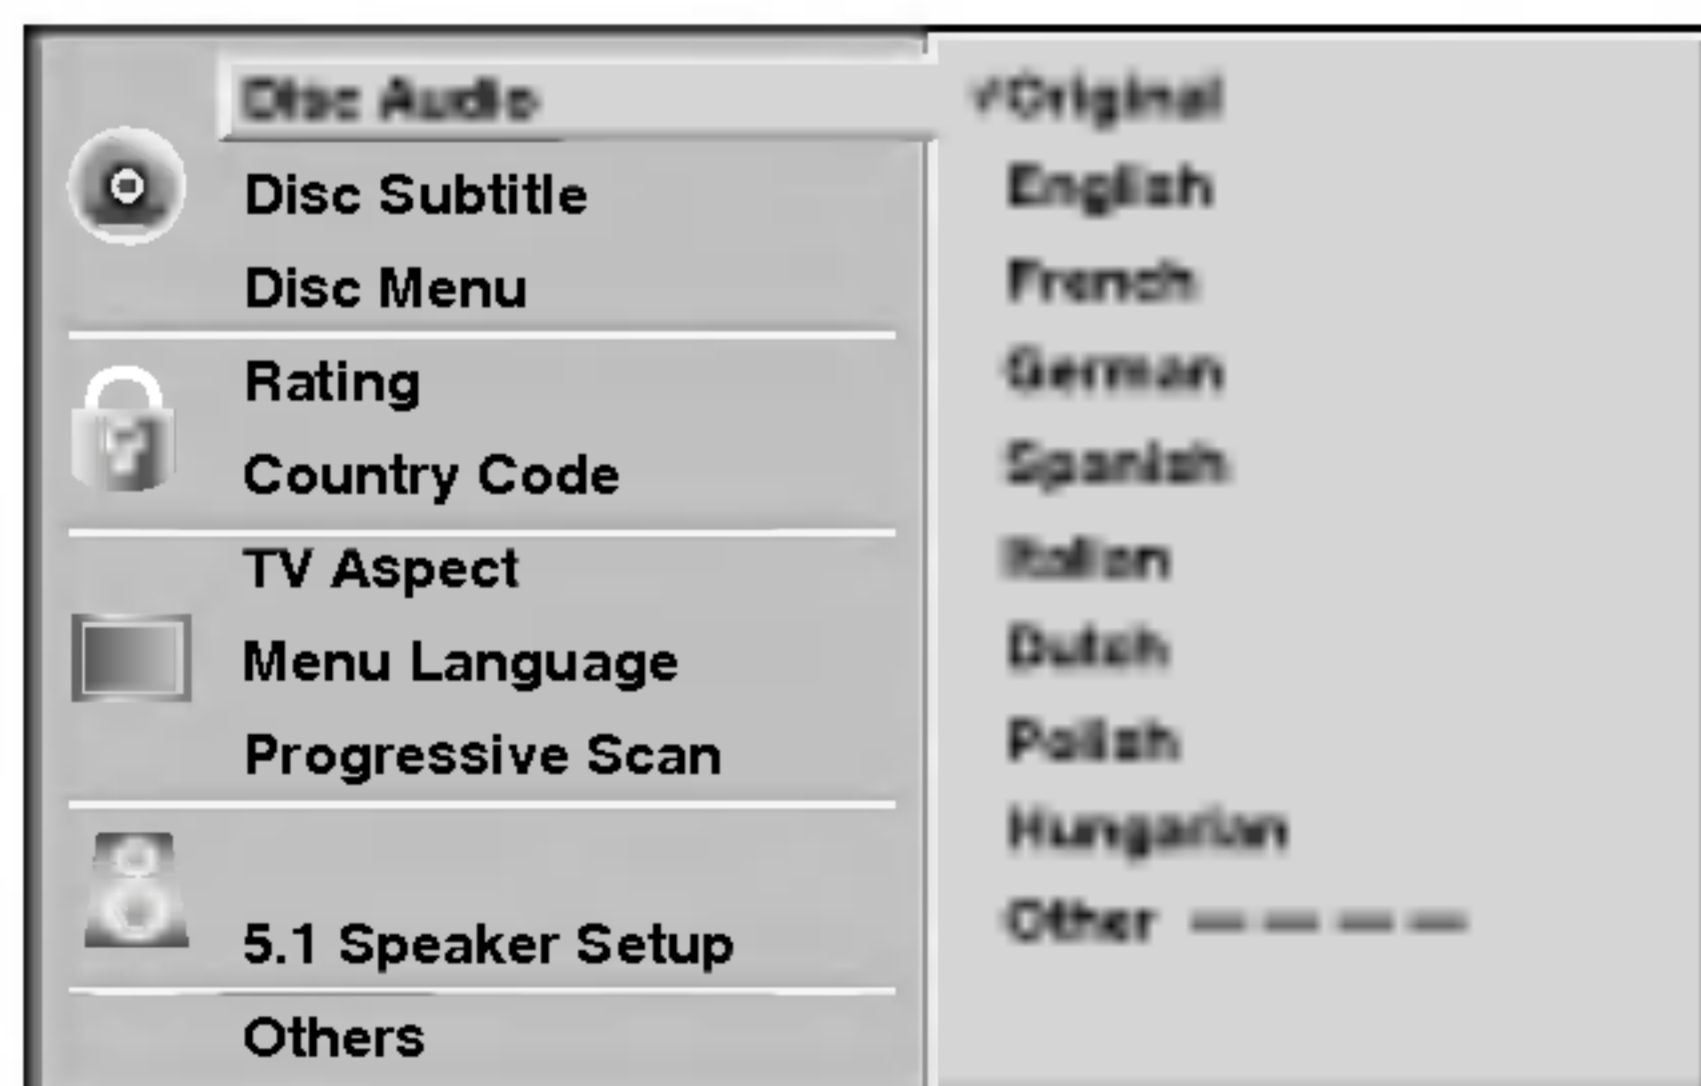 Disc Audio
Disc Subtitle
Disc Menu
Rating
Country Code
TV Aspect
Menu Language
Progressive Scan
5.1 Speaker Setup
Others
✓Original
English
French
German
Spanish
Italian
Dutch
Polish
Hungarian
Other — — — —